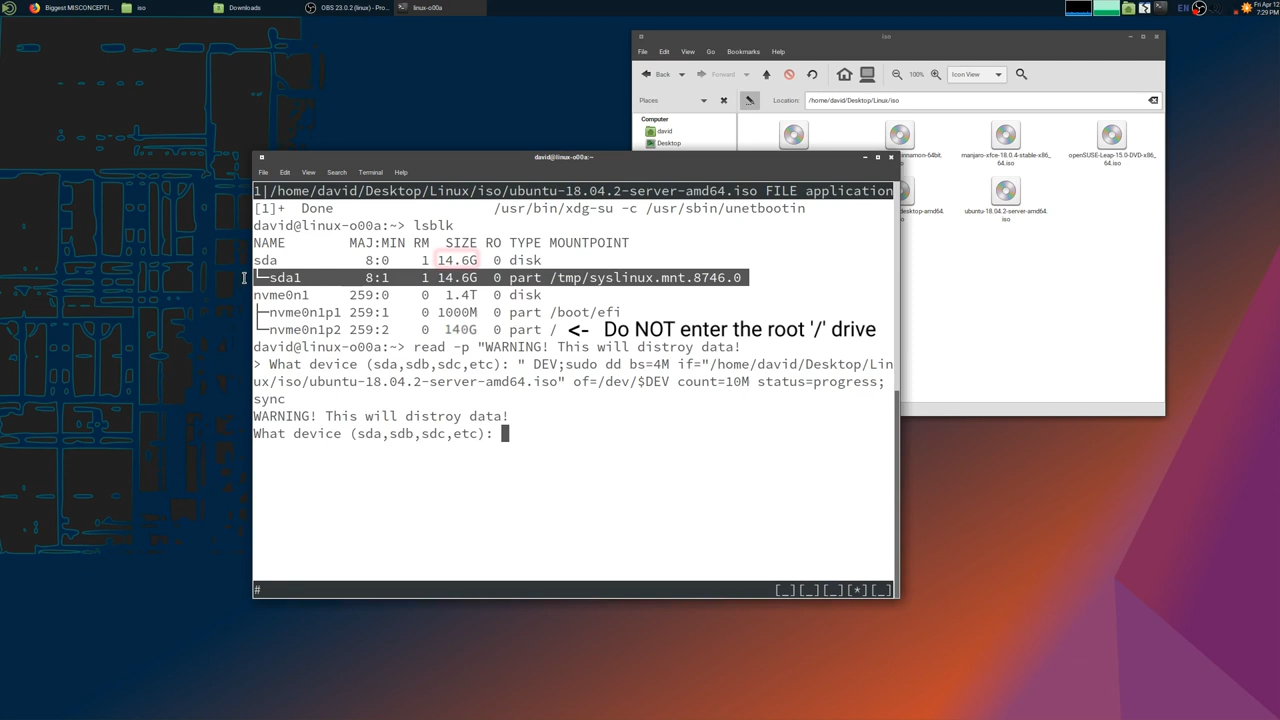 Biggest MISCONCEPTI...
iso
Downloads
OBS 23.0.2 (linux) - Pro...
linux-o00a
EN
Fri Apr 12
7:29 PM
iso
File Edit View Go Bookmarks Help
Back Forward 100% Icon View
Places Location: /home/david/Desktop/Linux/iso
Computer
david
Desktop
innamon-64bit.
iso
manjaro-xfce-18.0.4-stable-x86_
64.iso
openSUSE-Leap-15.0-DVD-x86_
64.iso
desktop-amd64.
ubuntu-18.04.2-server-amd64.
iso
david@linux-o00a:~
File Edit View Search Terminal Help
1|/home/david/Desktop/Linux/iso/ubuntu-18.04.2-server-amd64.iso FILE application
[1]+ Done /usr/bin/xdg-su -c /usr/sbin/unetbootin
david@linux-o00a:~> lsblk
NAME MAJ:MIN RM SIZE RO TYPE MOUNTPOINT
sda 8:0 1 14.6G 0 disk
└─sda1 8:1 1 14.6G 0 part /tmp/syslinux.mnt.8746.0
nvme0n1 259:0 0 1.4T 0 disk
├─nvme0n1p1 259:1 0 1000M 0 part /boot/efi
└─nvme0n1p2 259:2 0 140G 0 part / <- Do NOT enter the root '/' drive
david@linux-o00a:~> read -p "WARNING! This will distroy data!
> What device (sda,sdb,sdc,etc): " DEV;sudo dd bs=4M if="/home/david/Desktop/Lin
ux/iso/ubuntu-18.04.2-server-amd64.iso" of=/dev/$DEV count=10M status=progress;
sync
WARNING! This will distroy data!
What device (sda,sdb,sdc,etc):
# [_][_][_][*][_]